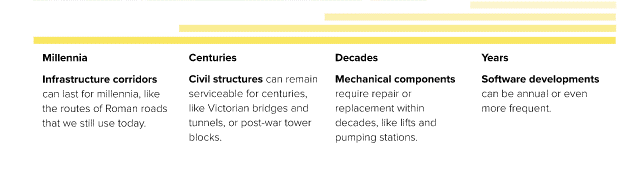 Millennia
Infrastructure corridors
can last for millennia, like
the routes of Roman roads
that we still use today.
Centuries
Civil structures can remain
serviceable for centuries,
like Victorian bridges and
tunnels, or post-war tower
blocks.
Decades
Mechanical components
require repair or
replacement within
decades, like lifts and
pumping stations.
Years
Software developments
can be annual or even
more frequent.